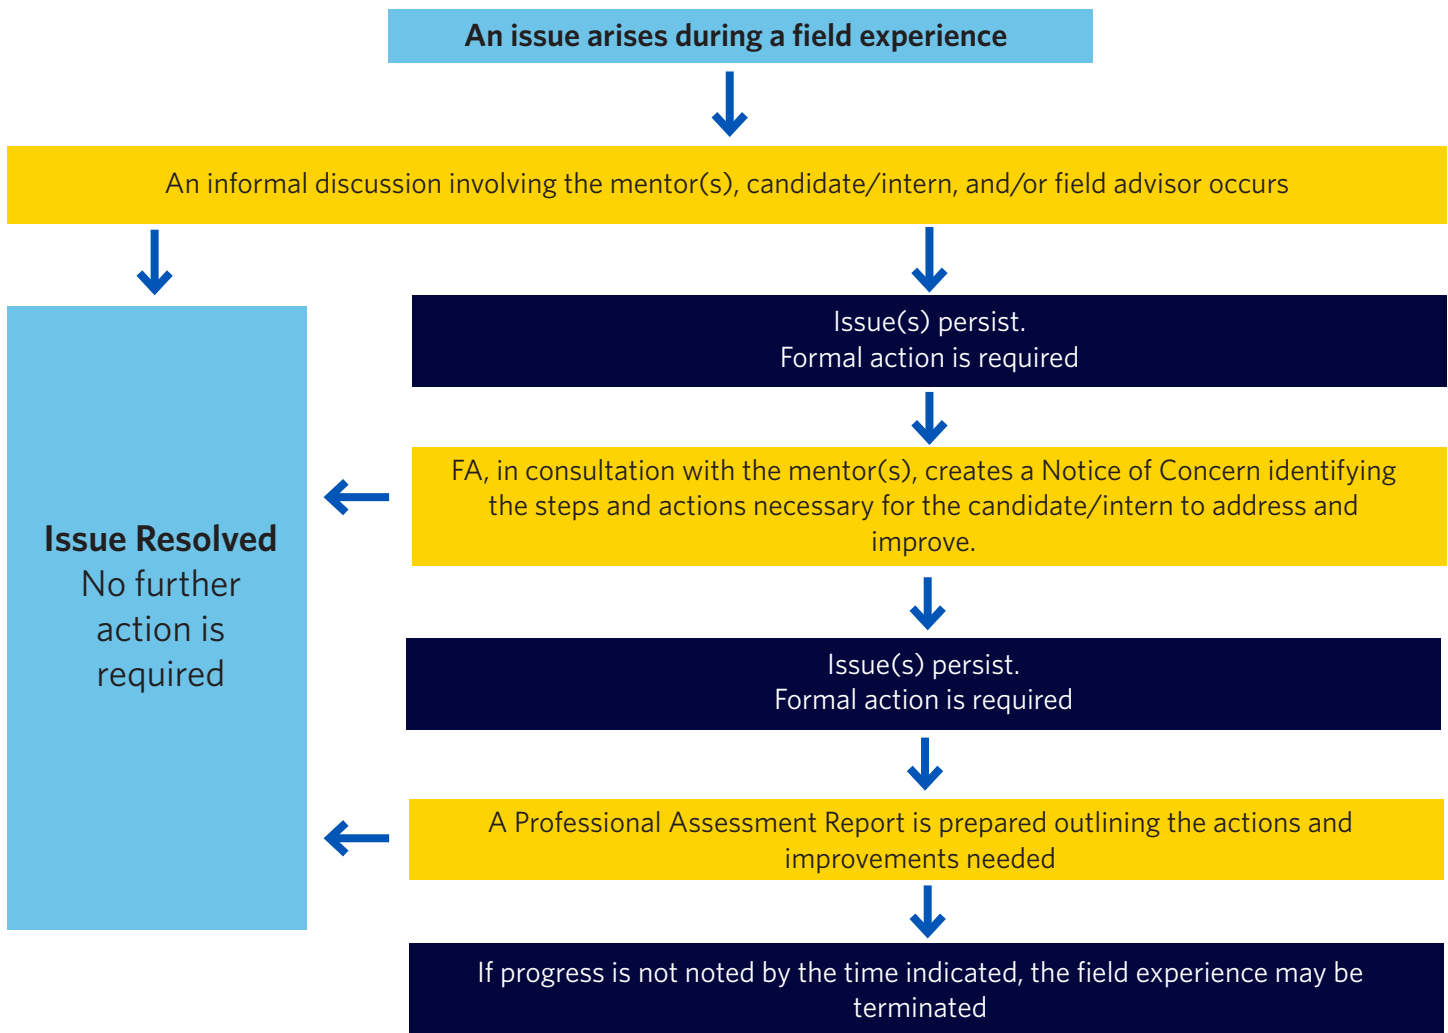 An issue arises during a field experience
An informal discussion involving the mentor(s), candidate/intern, and/or field advisor occurs
Issue(s) persist.
Formal action is required
FA, in consultation with the mentor(s), creates a Notice of Concern identifying
the steps and actions necessary for the candidate/intern to address and
improve.
Issue Resolved
No further
action is
required
Issue(s) persist.
Formal action is required
A Professional Assessment Report is prepared outlining the actions and
improvements needed
If progress is not noted by the time indicated, the field experience may be
terminated